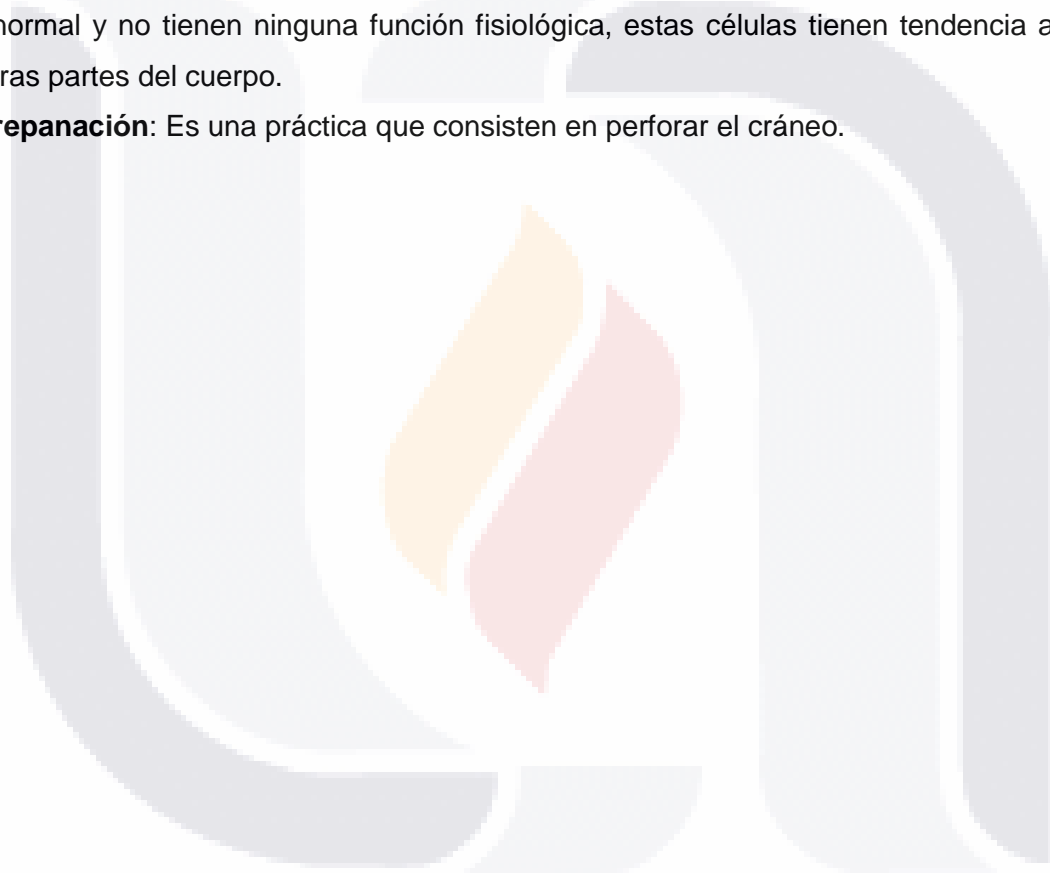 normal y no tienen ninguna función fisiológica, estas células tienen tendencia a
ras partes del cuerpo.
repanación: Es una práctica que consisten en perforar el cráneo.